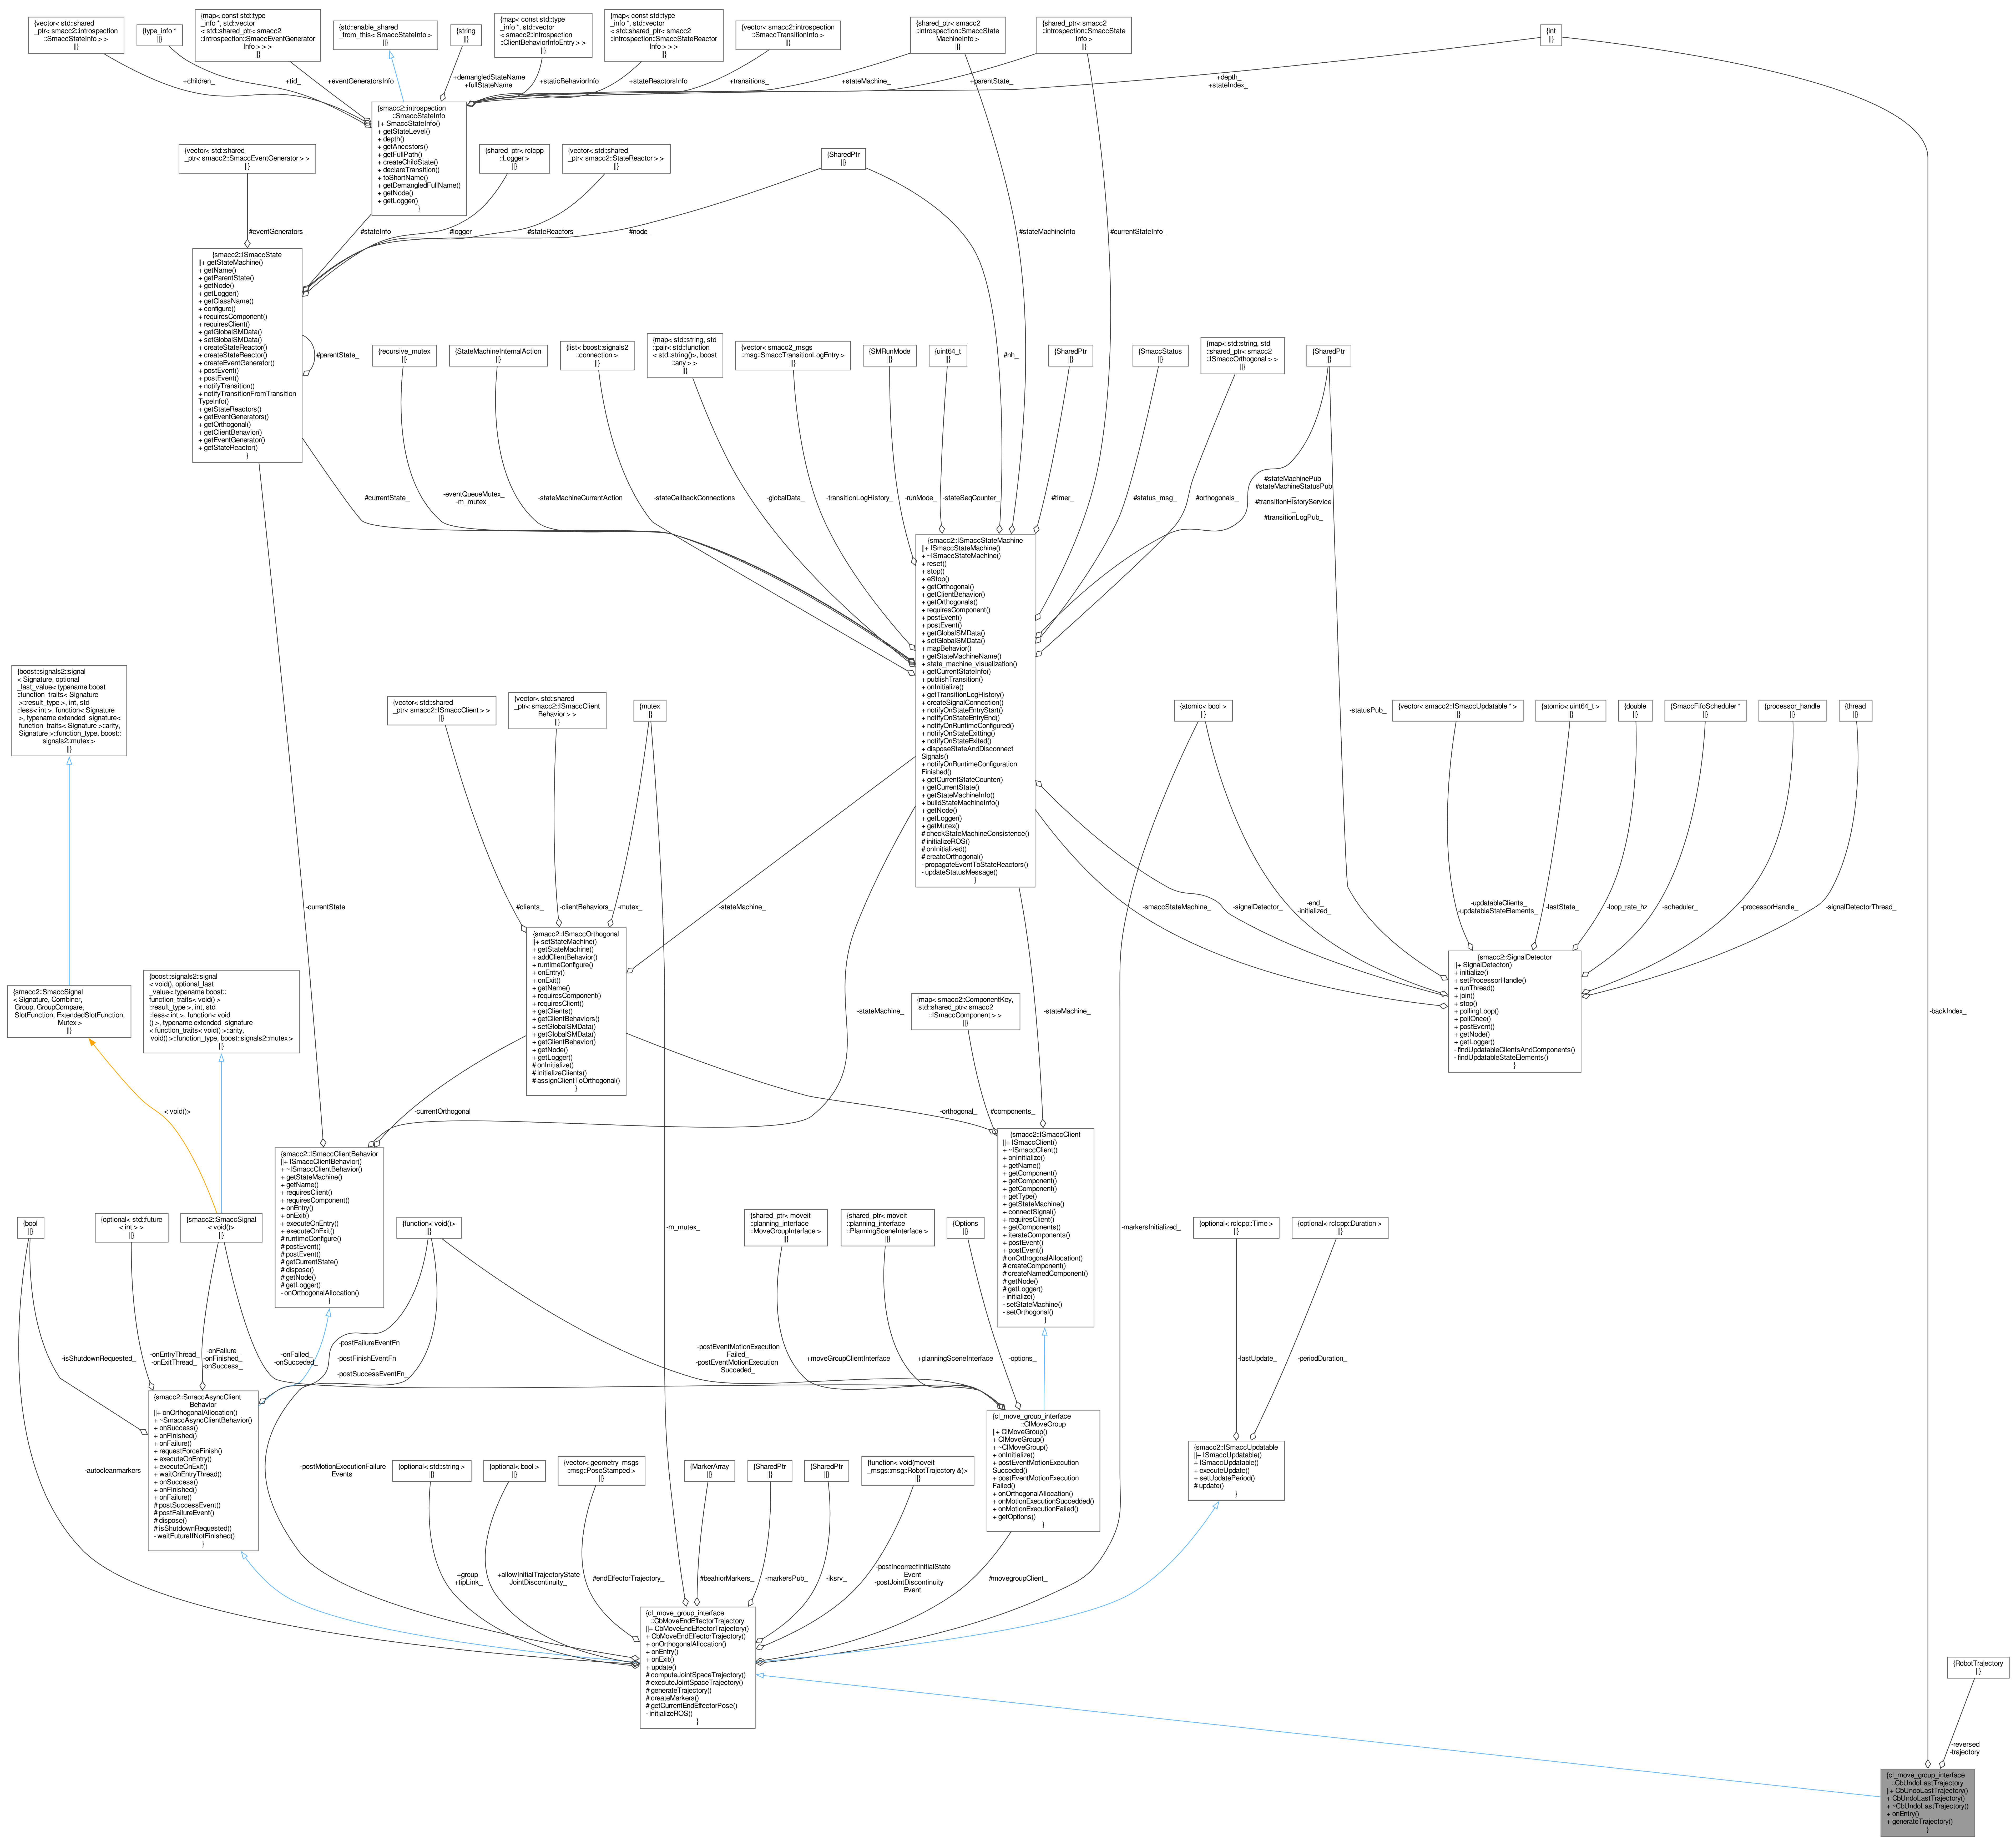 {vector< std::shared
_ptr< smacc2::introspection
::SmaccStateInfo > >
||}
{type_info *
||}
{map< const std::type
_info *, std::vector
< std::shared_ptr< smacc2
::introspection::SmaccEventGenerator
Info > > >
||}
{std::enable_shared
_from_this< SmaccStateInfo >
||}
{string
||}
{map< const std::type
_info *, std::vector
< smacc2::introspection
::ClientBehaviorInfoEntry > >
||}
{map< const std::type
_info *, std::vector
< std::shared_ptr< smacc2
::introspection::SmaccStateReactor
Info > > >
||}
{vector< smacc2::introspection
::SmaccTransitionInfo >
||}
{shared_ptr< smacc2
::introspection::SmaccState
MachineInfo >
||}
{shared_ptr< smacc2
::introspection::SmaccState
Info >
||}
{int
||}
+children_
+tid_
+eventGeneratorsInfo
+demangledStateName
+fullStateName
+staticBehaviorInfo
+stateReactorsInfo
+transitions_
+stateMachine_
+parentState_
+depth_
+stateIndex_
{smacc2::introspection
::SmaccStateInfo
||+ SmaccStateInfo()
+ getStateLevel()
+ depth()
+ getAncestors()
+ getFullPath()
+ createChildState()
+ declareTransition()
+ toShortName()
+ getDemangledFullName()
+ getNode()
+ getLogger()
}
{vector< std::shared
_ptr< smacc2::SmaccEventGenerator > >
||}
{shared_ptr< rclcpp
::Logger >
||}
{vector< std::shared
_ptr< smacc2::StateReactor > >
||}
{SharedPtr
||}
#eventGenerators_
#stateInfo_
#logger_
#stateReactors_
#node_
#stateMachineInfo_
#currentStateInfo_
{smacc2::ISmaccState
||+ getStateMachine()
+ getName()
+ getParentState()
+ getNode()
+ getLogger()
+ getClassName()
+ configure()
+ requiresComponent()
+ requiresClient()
+ getGlobalSMData()
+ setGlobalSMData()
+ createStateReactor()
+ createStateReactor()
+ createEventGenerator()
+ postEvent()
+ postEvent()
+ notifyTransition()
+ notifyTransitionFromTransition
TypeInfo()
+ getStateReactors()
+ getEventGenerators()
+ getOrthogonal()
+ getClientBehavior()
+ getEventGenerator()
+ getStateReactor()
}
#parentState_
{recursive_mutex
||}
{StateMachineInternalAction
||}
{list< boost::signals2
::connection >
||}
{map< std::string, std
::pair< std::function
< std::string()>, boost
::any > >
||}
{vector< smacc2_msgs
::msg::SmaccTransitionLogEntry >
||}
{SMRunMode
||}
{uint64_t
||}
#nh_
{SharedPtr
||}
{SmaccStatus
||}
{map< std::string, std
::shared_ptr< smacc2
::ISmaccOrthogonal > >
||}
{SharedPtr
||}
#currentState_
-eventQueueMutex_
-m_mutex_
-stateMachineCurrentAction
-stateCallbackConnections
-globalData_
-transitionLogHistory_
-runMode_
-stateSeqCounter_
#timer_
#status_msg_
#orthogonals_
#stateMachinePub_
#stateMachineStatusPub
_
#transitionHistoryService
_
#transitionLogPub_
{smacc2::ISmaccStateMachine
||+ ISmaccStateMachine()
+ ~ISmaccStateMachine()
+ reset()
+ stop()
+ eStop()
+ getOrthogonal()
+ getClientBehavior()
+ getOrthogonals()
+ requiresComponent()
+ postEvent()
+ postEvent()
+ getGlobalSMData()
+ setGlobalSMData()
+ mapBehavior()
+ getStateMachineName()
+ state_machine_visualization()
+ getCurrentStateInfo()
+ publishTransition()
+ onInitialize()
+ getTransitionLogHistory()
+ createSignalConnection()
+ notifyOnStateEntryStart()
+ notifyOnStateEntryEnd()
+ notifyOnRuntimeConfigured()
+ notifyOnStateExitting()
+ notifyOnStateExited()
+ disposeStateAndDisconnect
Signals()
+ notifyOnRuntimeConfiguration
Finished()
+ getCurrentStateCounter()
+ getCurrentState()
+ getStateMachineInfo()
+ buildStateMachineInfo()
+ getNode()
+ getLogger()
+ getMutex()
# checkStateMachineConsistence()
# initializeROS()
# onInitialized()
# createOrthogonal()
- propagateEventToStateReactors()
- updateStatusMessage()
}
{boost::signals2::signal
< Signature, optional
_last_value< typename boost
::function_traits< Signature
>::result_type >, int, std
::less< int >, function< Signature
>, typename extended_signature<
function_traits< Signature >::arity,
Signature >::function_type, boost::
signals2::mutex >
||}
{vector< std::shared
_ptr< smacc2::ISmaccClient > >
||}
{vector< std::shared
_ptr< smacc2::ISmaccClient
Behavior > >
||}
{mutex
||}
{atomic< bool >
||}
-statusPub_
{vector< smacc2::ISmaccUpdatable * >
||}
{atomic< uint64_t >
||}
{double
||}
{SmaccFifoScheduler *
||}
{processor_handle
||}
{thread
||}
-currentState
#clients_
-clientBehaviors_
-mutex_
-stateMachine_
-smaccStateMachine_
-signalDetector_
-end_
-initialized_
-updatableClients_
-updatableStateElements_
-lastState_
-loop_rate_hz
-scheduler_
-processorHandle_
-signalDetectorThread_
{smacc2::ISmaccOrthogonal
||+ setStateMachine()
+ getStateMachine()
+ addClientBehavior()
+ runtimeConfigure()
+ onEntry()
+ onExit()
+ getName()
+ requiresComponent()
+ requiresClient()
+ getClients()
+ getClientBehaviors()
+ setGlobalSMData()
+ getGlobalSMData()
+ getClientBehavior()
+ getNode()
+ getLogger()
# onInitialize()
# initializeClients()
# assignClientToOrthogonal()
}
{smacc2::SignalDetector
||+ SignalDetector()
+ initialize()
+ setProcessorHandle()
+ runThread()
+ join()
+ stop()
+ pollingLoop()
+ pollOnce()
+ postEvent()
+ getNode()
+ getLogger()
- findUpdatableClientsAndComponents()
- findUpdatableStateElements()
}
{smacc2::SmaccSignal
< Signature, Combiner,
Group, GroupCompare,
SlotFunction, ExtendedSlotFunction,
Mutex >
||}
{boost::signals2::signal
< void(), optional_last
_value< typename boost::
function_traits< void() >
::result_type >, int, std
::less< int >, function< void
() >, typename extended_signature
< function_traits< void() >::arity,
void() >::function_type, boost::signals2::mutex >
||}
{map< smacc2::ComponentKey,
std::shared_ptr< smacc2
::ISmaccComponent > >
||}
-stateMachine_
-stateMachine_
-backIndex_
< void()>
-currentOrthogonal
-orthogonal_
#components_
{smacc2::ISmaccClientBehavior
||+ ISmaccClientBehavior()
+ ~ISmaccClientBehavior()
+ getStateMachine()
+ getName()
+ requiresClient()
+ requiresComponent()
+ onEntry()
+ onExit()
+ executeOnEntry()
+ executeOnExit()
# runtimeConfigure()
# postEvent()
# postEvent()
# getCurrentState()
# dispose()
# getNode()
# getLogger()
- onOrthogonalAllocation()
}
{smacc2::ISmaccClient
||+ ISmaccClient()
+ ~ISmaccClient()
+ onInitialize()
+ getName()
+ getComponent()
+ getComponent()
+ getComponent()
+ getType()
+ getStateMachine()
+ connectSignal()
+ requiresClient()
+ getComponents()
+ iterateComponents()
+ postEvent()
+ postEvent()
# onOrthogonalAllocation()
# createComponent()
# createNamedComponent()
# getNode()
# getLogger()
- initialize()
- setStateMachine()
- setOrthogonal()
}
{bool
||}
{optional< std::future
< int > >
||}
{smacc2::SmaccSignal
< void()>
||}
{function< void()>
||}
-m_mutex_
{shared_ptr< moveit
::planning_interface
::MoveGroupInterface >
||}
{shared_ptr< moveit
::planning_interface
::PlanningSceneInterface >
||}
{Options
||}
-markersInitialized_
{optional< rclcpp::Time >
||}
{optional< rclcpp::Duration >
||}
-isShutdownRequested_
-onEntryThread_
-onExitThread_
-onFailure_
-onFinished_
-onSuccess_
-onFailed_
-onSucceded_
-postFailureEventFn
_
-postFinishEventFn
_
-postSuccessEventFn_
-postEventMotionExecution
Failed_
-postEventMotionExecution
Succeded_
+moveGroupClientInterface
+planningSceneInterface
-options_
-lastUpdate_
-periodDuration_
{smacc2::SmaccAsyncClient
Behavior
||+ onOrthogonalAllocation()
+ ~SmaccAsyncClientBehavior()
+ onSuccess()
+ onFinished()
+ onFailure()
+ requestForceFinish()
+ executeOnEntry()
+ executeOnExit()
+ waitOnEntryThread()
+ onSuccess()
+ onFinished()
+ onFailure()
# postSuccessEvent()
# postFailureEvent()
# dispose()
# isShutdownRequested()
- waitFutureIfNotFinished()
}
{cl_move_group_interface
::ClMoveGroup
||+ ClMoveGroup()
+ ClMoveGroup()
+ ~ClMoveGroup()
+ onInitialize()
+ postEventMotionExecution
Succeded()
+ postEventMotionExecution
Failed()
+ onOrthogonalAllocation()
+ onMotionExecutionSuccedded()
+ onMotionExecutionFailed()
+ getOptions()
}
{smacc2::ISmaccUpdatable
||+ ISmaccUpdatable()
+ ISmaccUpdatable()
+ executeUpdate()
+ setUpdatePeriod()
# update()
}
-autocleanmarkers
-postMotionExecutionFailure
Events
{optional< std::string >
||}
{optional< bool >
||}
{vector< geometry_msgs
::msg::PoseStamped >
||}
{MarkerArray
||}
{SharedPtr
||}
{SharedPtr
||}
{function< void(moveit
_msgs::msg::RobotTrajectory &)>
||}
+group_
+tipLink_
+allowInitialTrajectoryState
JointDiscontinuity_
#endEffectorTrajectory_
#beahiorMarkers_
-markersPub_
-iksrv_
-postIncorrectInitialState
Event
-postJointDiscontinuity
Event
#movegroupClient_
{cl_move_group_interface
::CbMoveEndEffectorTrajectory
||+ CbMoveEndEffectorTrajectory()
+ CbMoveEndEffectorTrajectory()
+ onOrthogonalAllocation()
+ onEntry()
+ onExit()
+ update()
# computeJointSpaceTrajectory()
# executeJointSpaceTrajectory()
# generateTrajectory()
# createMarkers()
# getCurrentEndEffectorPose()
- initializeROS()
}
{RobotTrajectory
||}
-reversed
-trajectory
{cl_move_group_interface
::CbUndoLastTrajectory
||+ CbUndoLastTrajectory()
+ CbUndoLastTrajectory()
+ ~CbUndoLastTrajectory()
+ onEntry()
+ generateTrajectory()
}